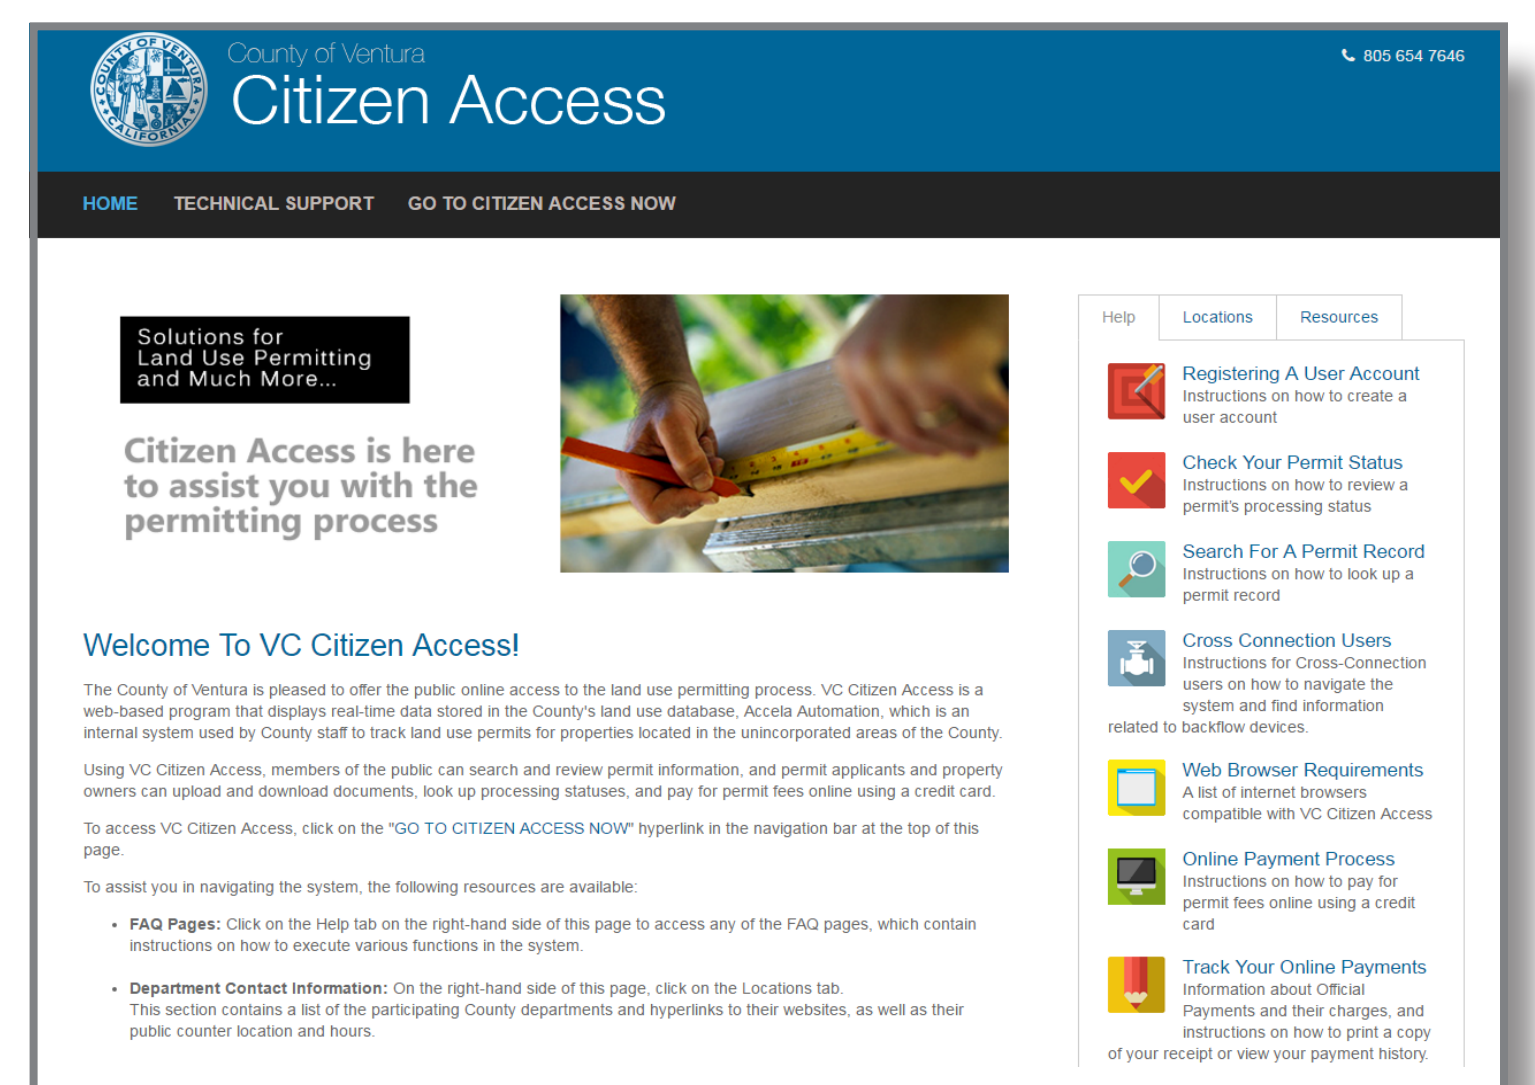 COUNTY OF VENTURA
CALIFORNIA
County of Ventura
Citizen Access
805 654 7646
HOME TECHNICAL SUPPORT GO TO CITIZEN ACCESS NOW
Solutions for
Land Use Permitting
and Much More...
Citizen Access is here
to assist you with the
permitting process
Welcome To VC Citizen Access!
The County of Ventura is pleased to offer the public online access to the land use permitting process. VC Citizen Access is a
web-based program that displays real-time data stored in the County's land use database, Accela Automation, which is an
internal system used by County staff to track land use permits for properties located in the unincorporated areas of the County.
Using VC Citizen Access, members of the public can search and review permit information, and permit applicants and property
owners can upload and download documents, look up processing statuses, and pay for permit fees online using a credit card.
To access VC Citizen Access, click on the "GO TO CITIZEN ACCESS NOW" hyperlink in the navigation bar at the top of this
page.
To assist you in navigating the system, the following resources are available:
• FAQ Pages: Click on the Help tab on the right-hand side of this page to access any of the FAQ pages, which contain
instructions on how to execute various functions in the system.
• Department Contact Information: On the right-hand side of this page, click on the Locations tab.
This section contains a list of the participating County departments and hyperlinks to their websites, as well as their
public counter location and hours.
Help Locations Resources
Registering A User Account
Instructions on how to create a
user account
Check Your Permit Status
Instructions on how to review a
permit's processing status
Search For A Permit Record
Instructions on how to look up a
permit record
Cross Connection Users
Instructions for Cross-Connection
users on how to navigate the
system and find information
related to backflow devices.
Web Browser Requirements
A list of internet browsers
compatible with VC Citizen Access
Online Payment Process
Instructions on how to pay for
permit fees online using a credit
card
Track Your Online Payments
Information about Official
Payments and their charges, and
instructions on how to print a copy
of your receipt or view your payment history.